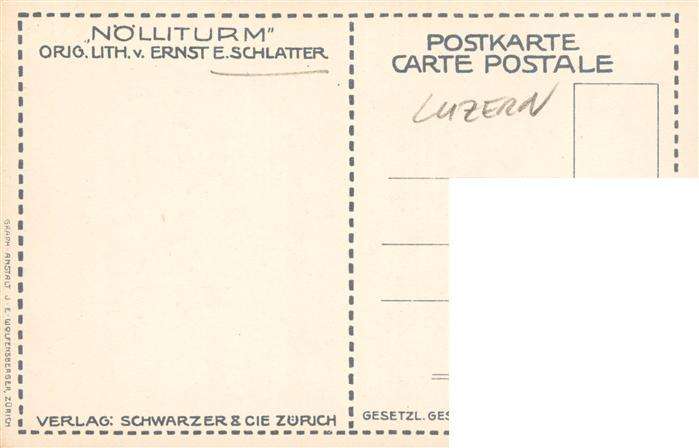 „NÖLLITURM”
ORIG. LITH. v. ERNST E. SCHLATTER
POSTKARTE
CARTE POSTALE
LUZERN
GRAPH. ANSTALT J. E. WOLFENSBERGER, ZÜRICH
VERLAG: SCHWARZER & CIE ZÜRICH
GESETZL. GES